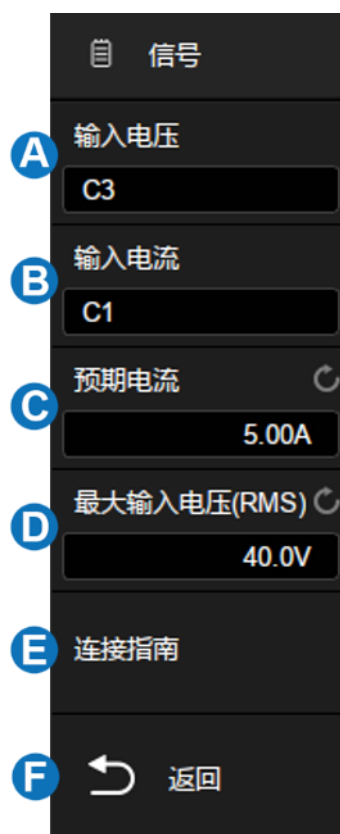 信号
A
输入电压
C3
B
输入电流
C1
C
预期电流
5.00A
D
最大输入电压(RMS)
40.0V
E
连接指南
F
返回